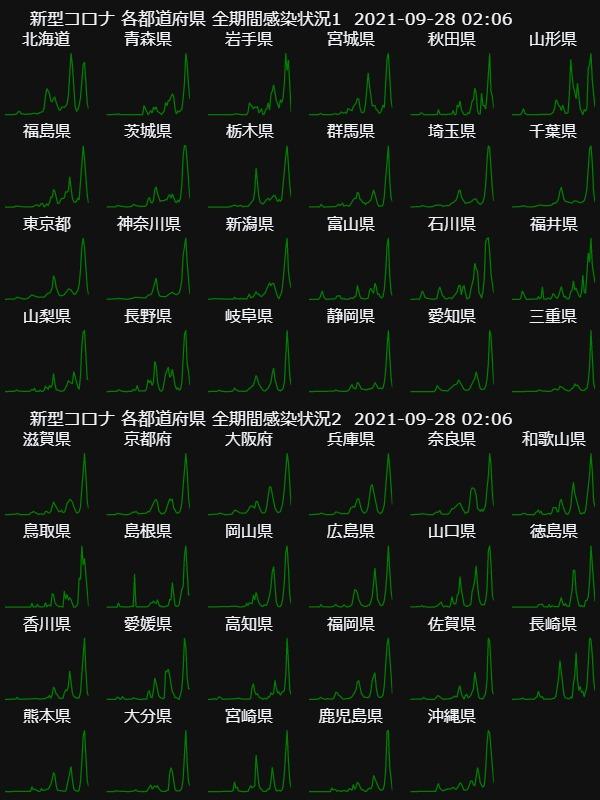 新型コロナ 各都道府県 全期間感染状況1 2021-09-28 02:06
北海道 青森県 岩手県 宮城県 秋田県 山形県
福島県 茨城県 栃木県 群馬県 埼玉県 千葉県
東京都 神奈川県 新潟県 富山県 石川県 福井県
山梨県 長野県 岐阜県 静岡県 愛知県 三重県
新型コロナ 各都道府県 全期間感染状況2 2021-09-28 02:06
滋賀県 京都府 大阪府 兵庫県 奈良県 和歌山県
鳥取県 島根県 岡山県 広島県 山口県 徳島県
香川県 愛媛県 高知県 福岡県 佐賀県 長崎県
熊本県 大分県 宮崎県 鹿児島県 沖縄県